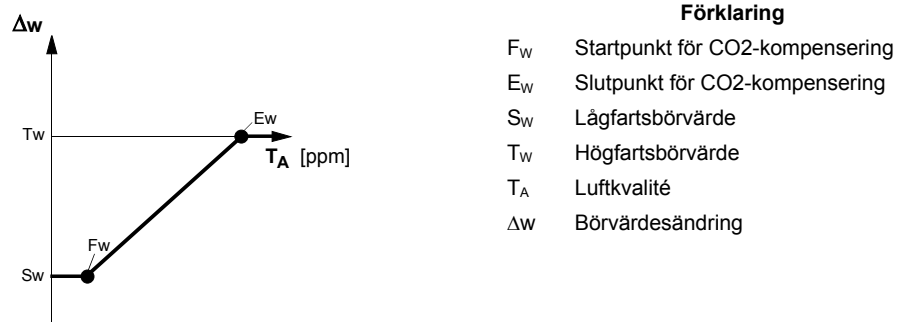 Δw
Tw
Ew
TA [ppm]
Fw
Sw
Förklaring
FW Startpunkt för CO2-kompensering
EW Slutpunkt för CO2-kompensering
SW Lågfartsbörvärde
TW Högfartsbörvärde
TA Luftkvalité
Δw Börvärdesändring